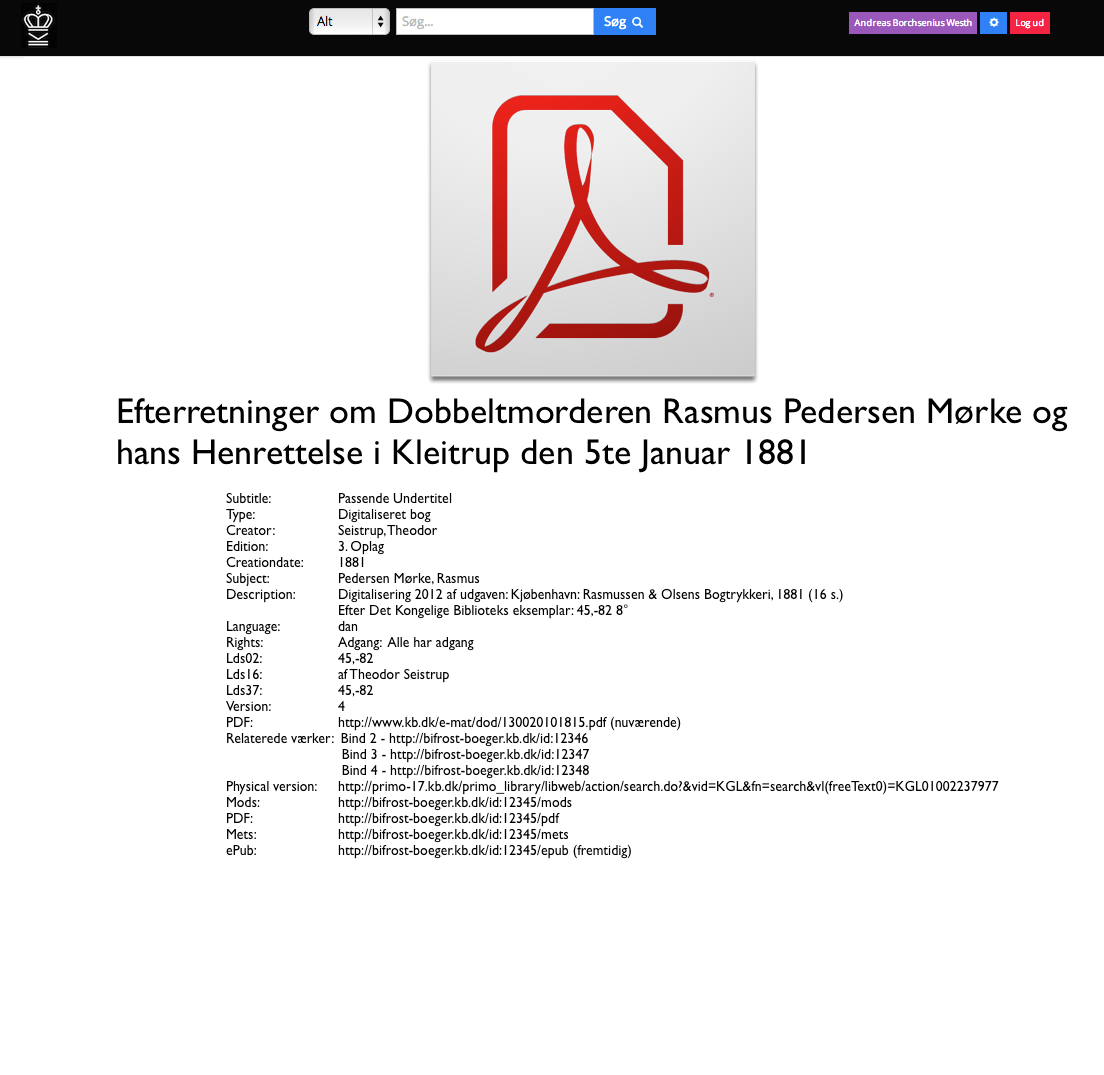 Alt
Søg...
Søg
Andreas Borchsenius Westh
Log ud
Efterretninger om Dobbeltmorderen Rasmus Pedersen Mørke og
hans Henrettelse i Kleitrup den 5te Januar 1881
Subtitle: Passende Undertitel
Type: Digitaliseret bog
Creator: Seistrup, Theodor
Edition: 3. Oplag
Creationdate: 1881
Subject: Pedersen Mørke, Rasmus
Description: Digitalisering 2012 af udgaven: Kjøbenhavn: Rasmussen & Olsens Bogtrykkeri, 1881 (16 s.)
Efter Det Kongelige Biblioteks eksemplar: 45,-82 8°
Language: dan
Rights: Adgang: Alle har adgang
Lds02: 45,-82
Lds16: af Theodor Seistrup
Lds37: 45,-82
Version: 4
PDF: http://www.kb.dk/e-mat/dod/130020101815.pdf (nuværende)
Relaterede værker: Bind 2 - http://bifrost-boeger.kb.dk/id:12346
Bind 3 - http://bifrost-boeger.kb.dk/id:12347
Bind 4 - http://bifrost-boeger.kb.dk/id:12348
Physical version: http://primo-17.kb.dk/primo_library/libweb/action/search.do?&vid=KGL&fn=search&vl(freeText0)=KGL01002237977
Mods: http://bifrost-boeger.kb.dk/id:12345/mods
PDF: http://bifrost-boeger.kb.dk/id:12345/pdf
Mets: http://bifrost-boeger.kb.dk/id:12345/mets
ePub: http://bifrost-boeger.kb.dk/id:12345/epub (fremtidig)